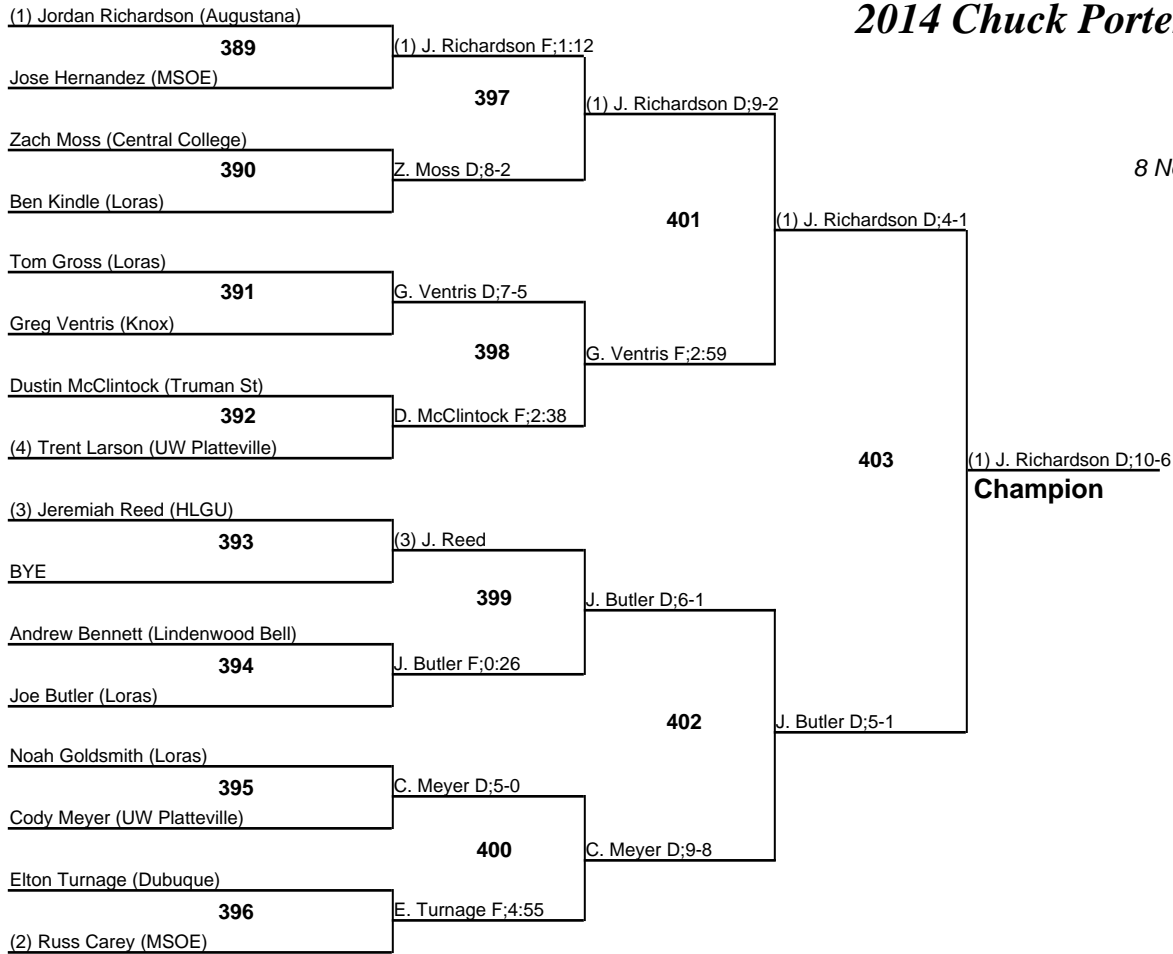 (1) Jordan Richardson (Augustana)
2014 Chuck Porte
389
(1) J. Richardson F;1:12
Jose Hernandez (MSOE)
397
(1) J. Richardson D;9-2
Zach Moss (Central College)
390
Z. Moss D;8-2
8 N
Ben Kindle (Loras)
401
(1) J. Richardson D;4-1
Tom Gross (Loras)
391
G. Ventris D;7-5
Greg Ventris (Knox)
398
G. Ventris F;2:59
Dustin McClintock (Truman St)
392
D. McClintock F;2:38
(4) Trent Larson (UW Platteville)
403
(1) J. Richardson D;10-6
Champion
(3) Jeremiah Reed (HLGU)
393
(3) J. Reed
BYE
399
J. Butler D;6-1
Andrew Bennett (Lindenwood Bell)
394
J. Butler F;0:26
Joe Butler (Loras)
402
J. Butler D;5-1
Noah Goldsmith (Loras)
395
C. Meyer D;5-0
Cody Meyer (UW Platteville)
400
C. Meyer D;9-8
Elton Turnage (Dubuque)
396
E. Turnage F;4:55
(2) Russ Carey (MSOE)